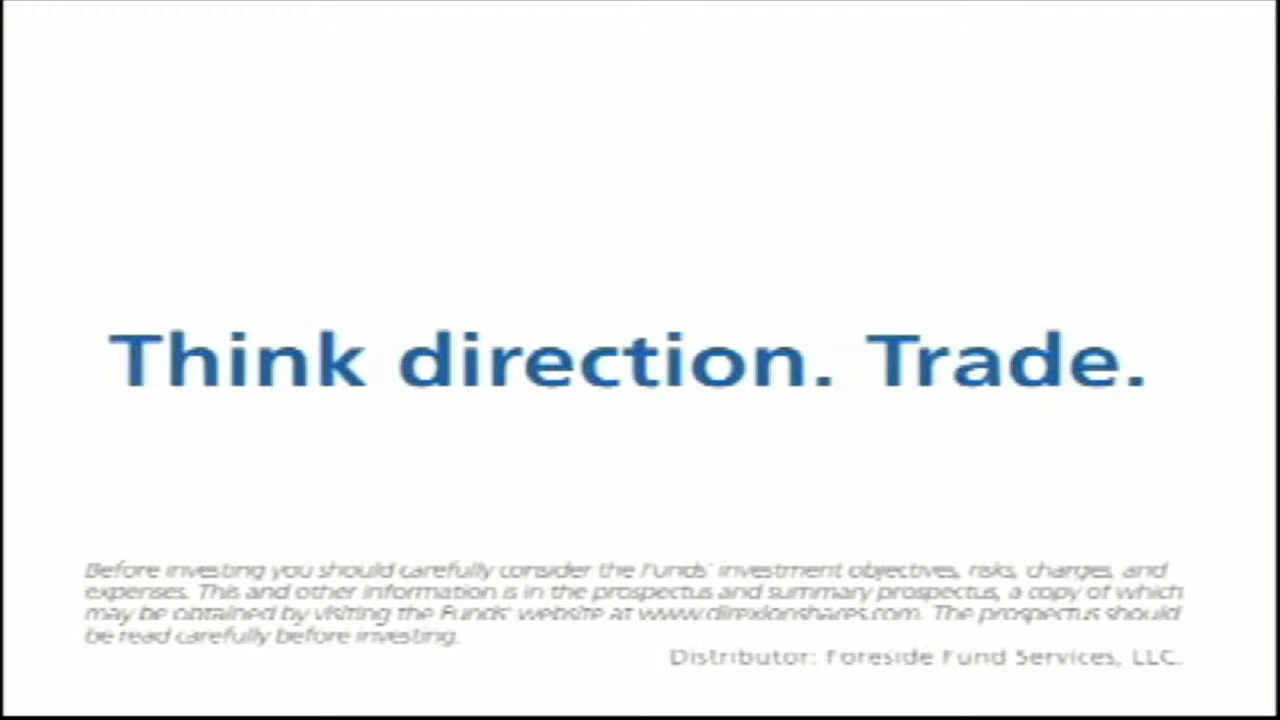 Think direction. Trade.
Before investing you should carefully consider the Funds' investment objectives, risks, charges, and
expenses. This and other information is in the prospectus and summary prospectus, a copy of which
may be obtained by visiting the Funds' website at www.direxionshares.com. The prospectus should
be read carefully before investing.
Distributor: Foreside Fund Services, LLC.